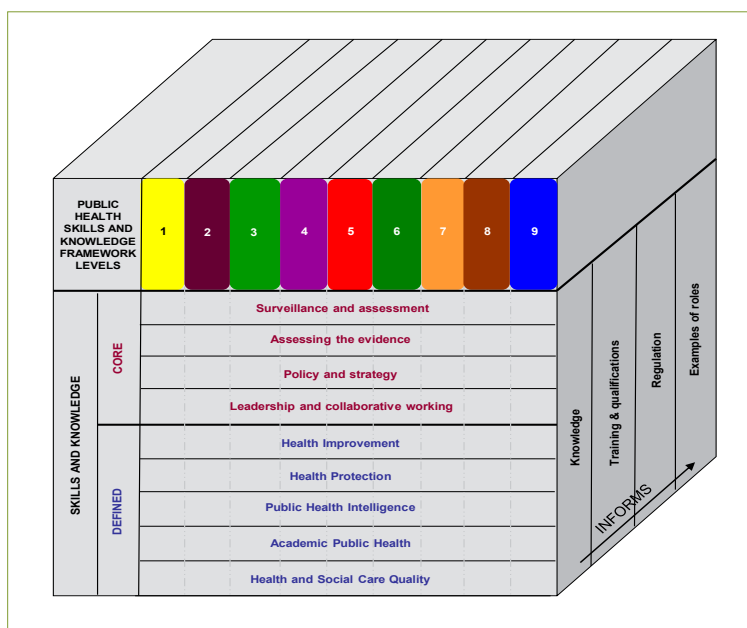 PUBLIC
HEALTH
SKILLS AND
KNOWLEDGE
FRAMEWORK
LEVELS
1 2 3 4 5 6 7 8 9
SKILLS AND KNOWLEDGE
CORE
Surveillance and assessment
Assessing the evidence
Policy and strategy
Leadership and collaborative working
DEFINED
Health Improvement
Health Protection
Public Health Intelligence
Academic Public Health
Health and Social Care Quality
Knowledge
Training & qualifications
Regulation
Examples of roles
INFORMS